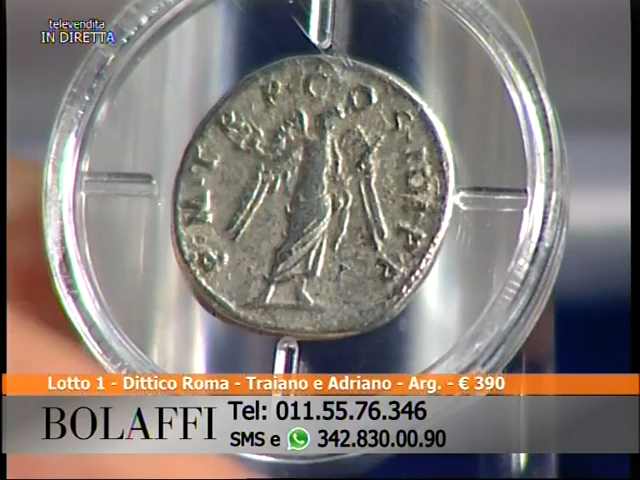 televendita
IN DIRETTA
Lotto 1 - Dittico Roma - Traiano e Adriano - Arg. - € 390
BOLAFFI
Tel: 011.55.76.346
SMS e 342.830.00.90